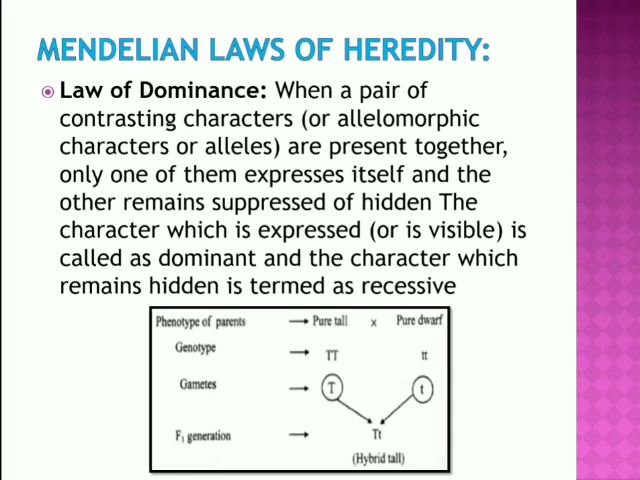 MENDELIAN LAWS OF HEREDITY:
Law of Dominance: When a pair of
contrasting characters (or allelomorphic
characters or alleles) are present together,
only one of them expresses itself and the
other remains suppressed of hidden The
character which is expressed (or is visible) is
called as dominant and the character which
remains hidden is termed as recessive
Phenotype of parents → Pure tall x Pure dwarf
Genotype → TT tt
Gametes → T t
F₁ generation → Tt
(Hybrid tall)